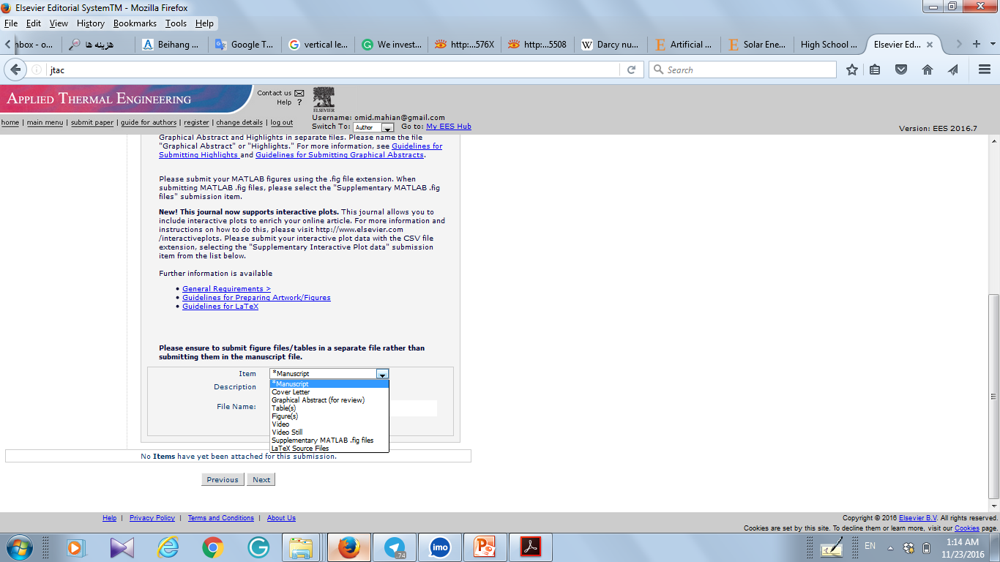 Elsevier Editorial SystemTM - Mozilla Firefox
File Edit View History Bookmarks Tools Help
nbox - o...
هزینه ها
Beihang ...
Google T...
vertical le...
We invest...
http:...576X
http:...5508
Darcy nu...
Artificial ...
Solar Ene...
High School ...
Elsevier Ed...
jtac
Search
APPLIED THERMAL ENGINEERING
Contact us
Help ?
ELSEVIER
Username: omid.mahian@gmail.com
Switch To: Author Go to: My EES Hub
home | main menu | submit paper | guide for authors | register | change details | log out
Version: EES 2016.7
Graphical Abstract and Highlights in separate files. Please name the file
"Graphical Abstract" or "Highlights." For more information, see Guidelines for
Submitting Highlights and Guidelines for Submitting Graphical Abstracts.
Please submit your MATLAB figures using the .fig file extension. When
submitting MATLAB .fig files, please select the "Supplementary MATLAB .fig
files" submission item.
New! This journal now supports interactive plots. This journal allows you to
include interactive plots to enrich your online article. For more information and
instructions on how to do this, please visit http://www.elsevier.com
/interactiveplots. Please submit your interactive plot data with the CSV file
extension, selecting the "Supplementary Interactive Plot data" submission
item from the list below.
Further information is available
• General Requirements >
• Guidelines for Preparing Artwork/Figures
• Guidelines for LaTeX
Please ensure to submit figure files/tables in a separate file rather than
submitting them in the manuscript file.
Item *Manuscript
*Manuscript
Description
Cover Letter
Graphical Abstract (for review)
File Name:
Table(s)
Figure(s)
Video
Video Still
Supplementary MATLAB .fig files
LaTeX Source Files
No Items have yet been attached for this submission.
Previous Next
Help | Privacy Policy | Terms and Conditions | About Us
Copyright © 2016 Elsevier B.V. All rights reserved.
Cookies are set by this site. To decline them or learn more, visit our Cookies page.
74
imo
EN
1:14 AM
11/23/2016